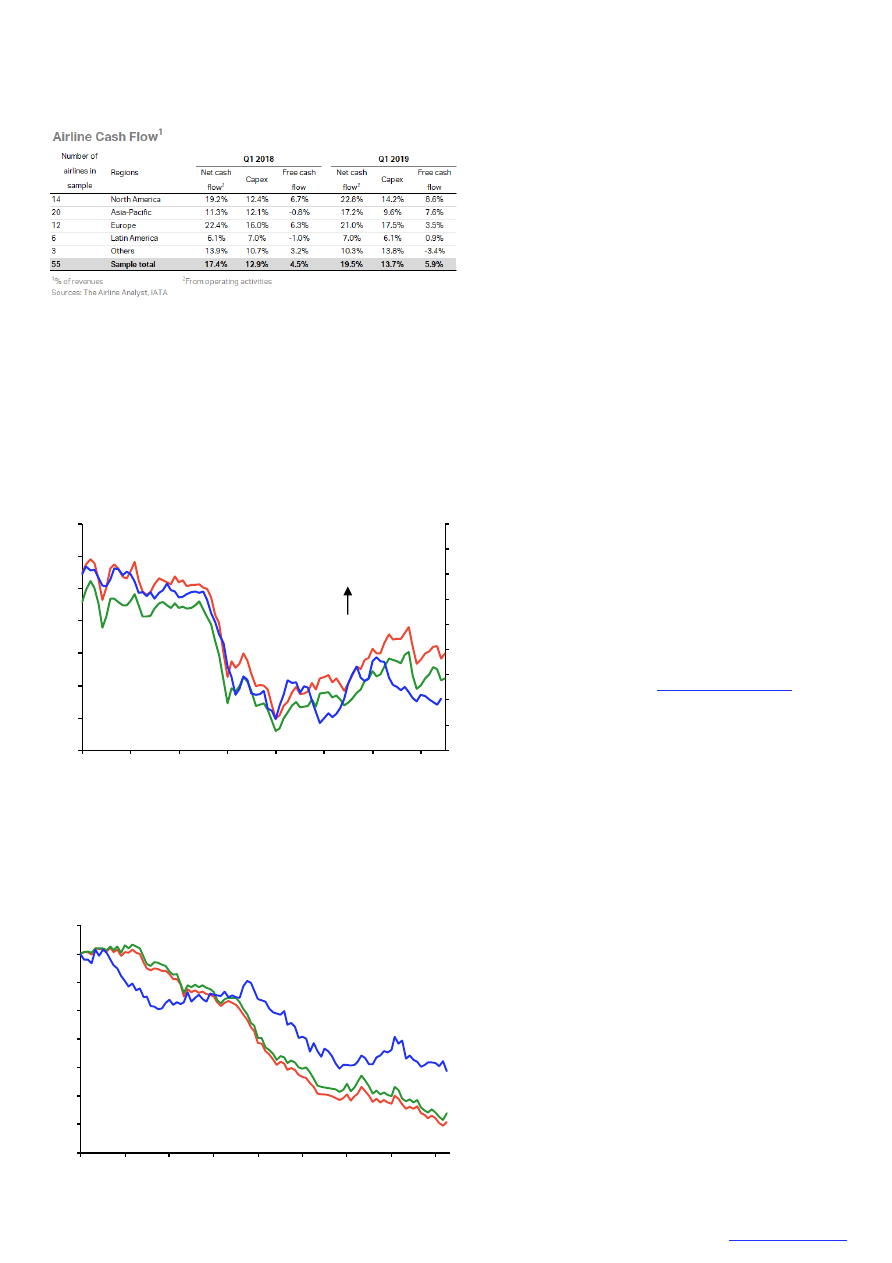 Airline Cash Flow1
Number of airlines in sample Regions Q1 2018 Q1 2019
Net cash flow2 Capex Free cash flow Net cash flow2 Capex Free cash flow
14 North America 19.2% 12.4% 6.7% 22.8% 14.2% 8.6%
20 Asia-Pacific 11.3% 12.1% -0.8% 17.2% 9.6% 7.6%
12 Europe 22.4% 16.0% 6.3% 21.0% 17.5% 3.5%
6 Latin America 6.1% 7.0% -1.0% 7.0% 6.1% 0.9%
3 Others 13.9% 10.7% 3.2% 10.3% 13.8% -3.4%
55 Sample total 17.4% 12.9% 4.5% 19.5% 13.7% 5.9%
1% of revenues 2From operating activities
Sources: The Airline Analyst, IATA